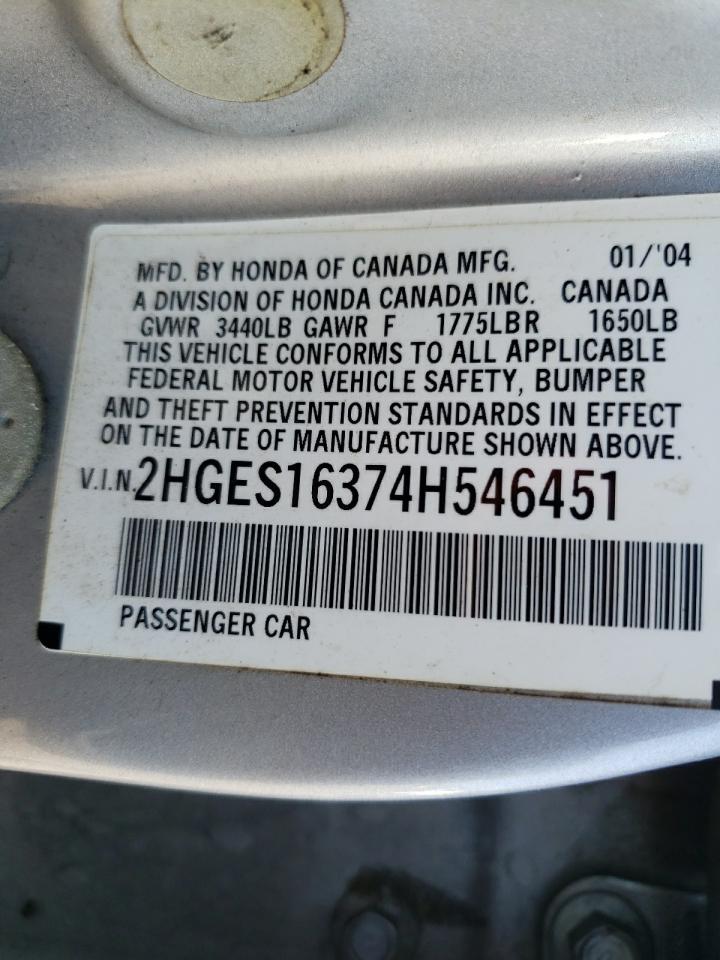 MFD. BY HONDA OF CANADA MFG. 01/'04
A DIVISION OF HONDA CANADA INC. CANADA
GVWR 3440LB GAWR F 1775LBR 1650LB
THIS VEHICLE CONFORMS TO ALL APPLICABLE
FEDERAL MOTOR VEHICLE SAFETY, BUMPER
AND THEFT PREVENTION STANDARDS IN EFFECT
ON THE DATE OF MANUFACTURE SHOWN ABOVE.
V.I.N. 2HGES16374H546451
PASSENGER CAR